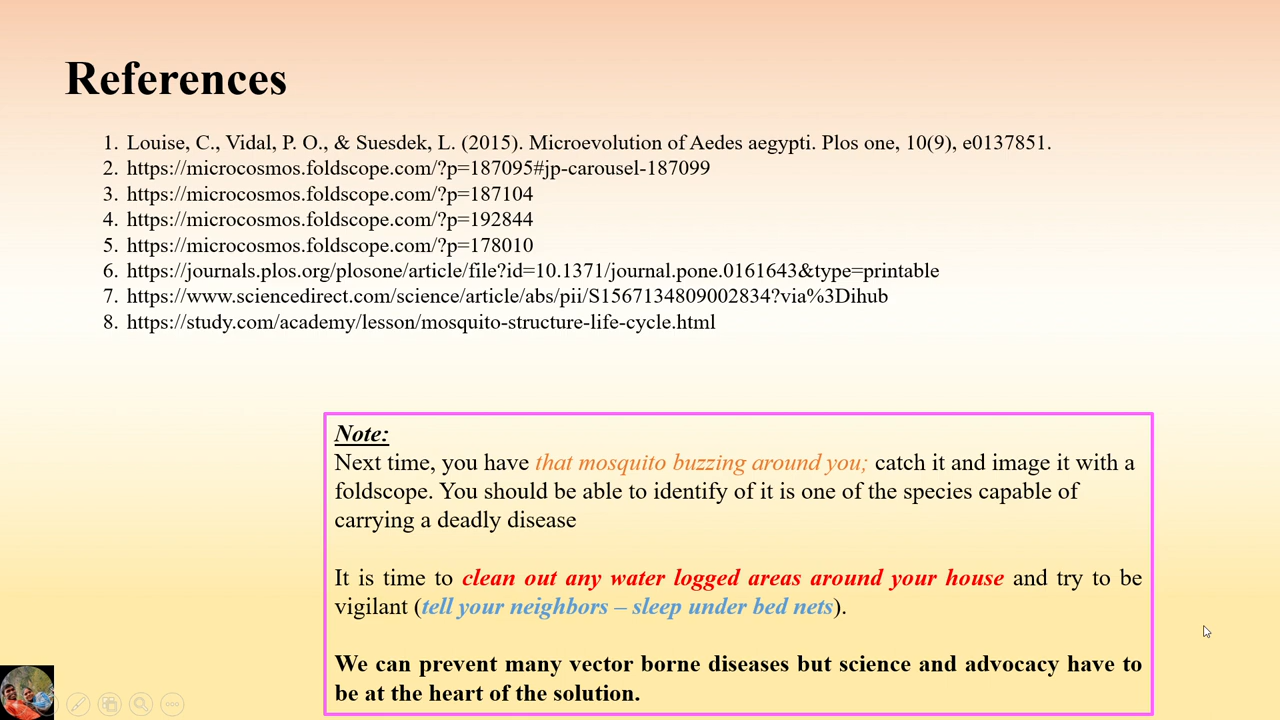 References
1. Louise, C., Vidal, P. O., & Suesdek, L. (2015). Microevolution of Aedes aegypti. Plos one, 10(9), e0137851.
2. https://microcosmos.foldscope.com/?p=187095#jp-carousel-187099
3. https://microcosmos.foldscope.com/?p=187104
4. https://microcosmos.foldscope.com/?p=192844
5. https://microcosmos.foldscope.com/?p=178010
6. https://journals.plos.org/plosone/article/file?id=10.1371/journal.pone.0161643&type=printable
7. https://www.sciencedirect.com/science/article/abs/pii/S1567134809002834?via%3Dihub
8. https://study.com/academy/lesson/mosquito-structure-life-cycle.html
Note:
Next time, you have that mosquito buzzing around you; catch it and image it with a
foldscope. You should be able to identify of it is one of the species capable of
carrying a deadly disease
It is time to clean out any water logged areas around your house and try to be
vigilant (tell your neighbors – sleep under bed nets).
We can prevent many vector borne diseases but science and advocacy have to
be at the heart of the solution.